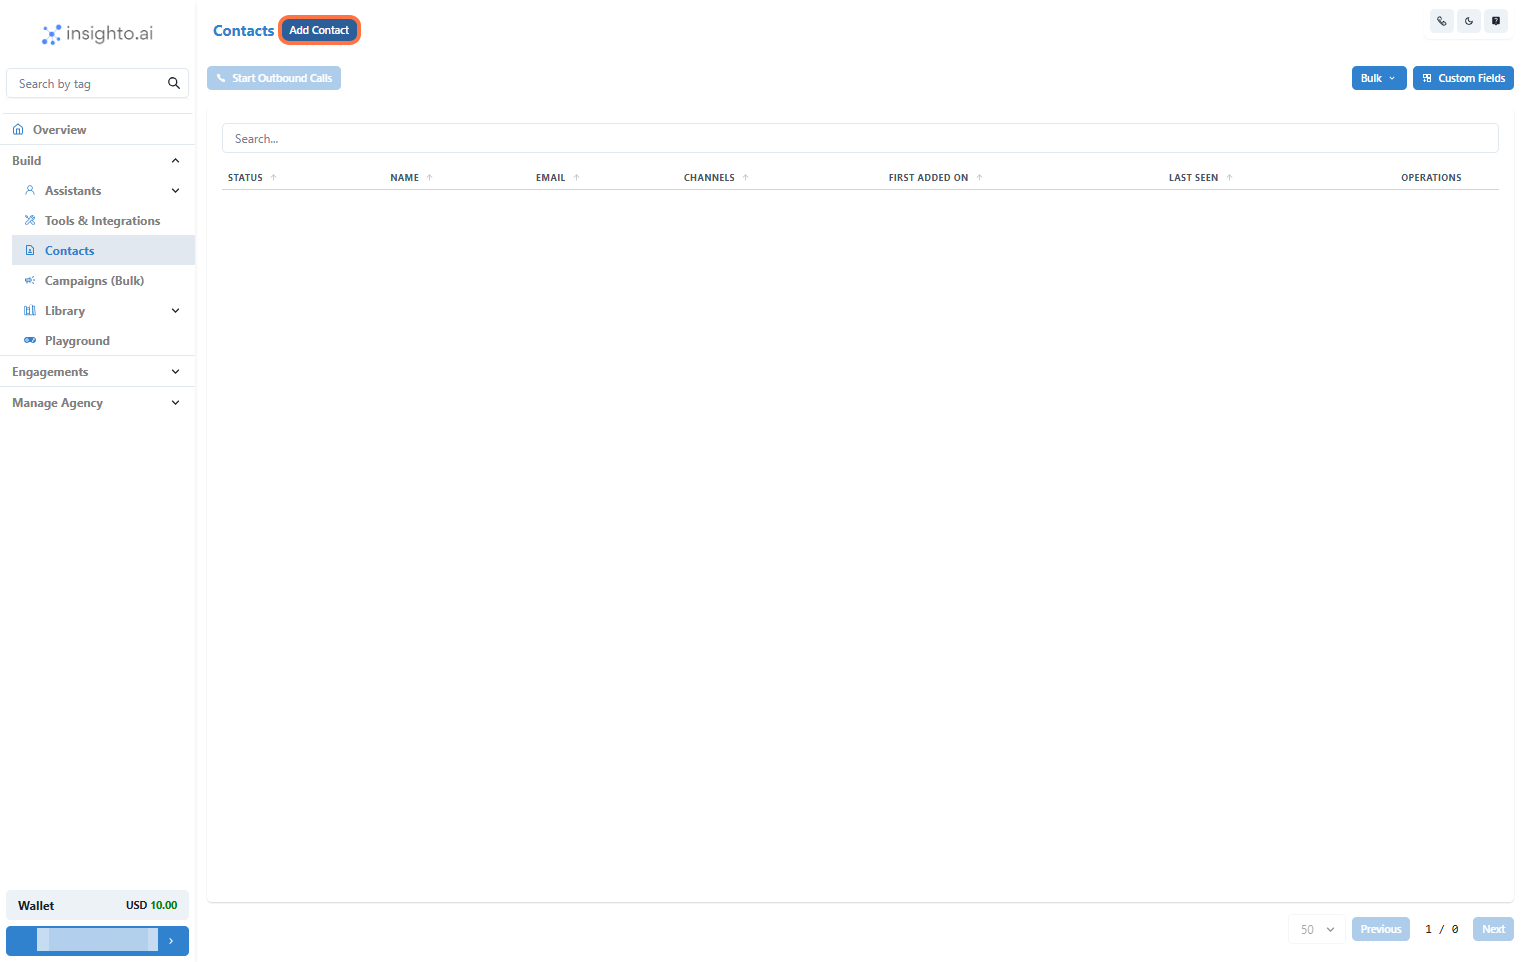 insighto.ai
Contacts
Add Contact
Search by tag
Start Outbound Calls
Bulk
Custom Fields
Overview
Build
Assistants
Tools & Integrations
Contacts
Campaigns (Bulk)
Library
Playground
Engagements
Manage Agency
Search...
STATUS NAME EMAIL CHANNELS FIRST ADDED ON LAST SEEN OPERATIONS
Wallet USD 10.00
50 Previous 1 / 0 Next